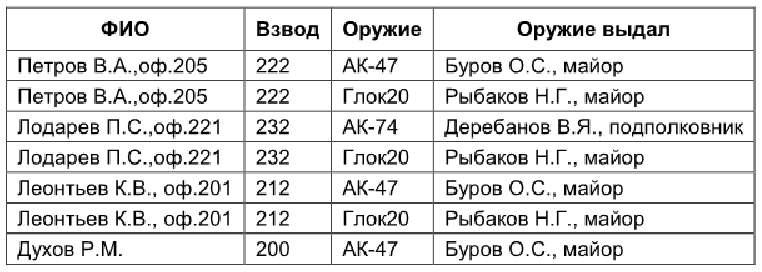 ФИО Взвод Оружие Оружие выдал
Петров В.А.,оф.205 222 АК-47 Буров О.С., майор
Петров В.А.,оф.205 222 Глок20 Рыбаков Н.Г., майор
Лодарев П.С.,оф.221 232 АК-74 Деребанов В.Я., подполковник
Лодарев П.С.,оф.221 232 Глок20 Рыбаков Н.Г., майор
Леонтьев К.В., оф.201 212 АК-47 Буров О.С., майор
Леонтьев К.В., оф.201 212 Глок20 Рыбаков Н.Г., майор
Духов Р.М. 200 АК-47 Буров О.С., майор